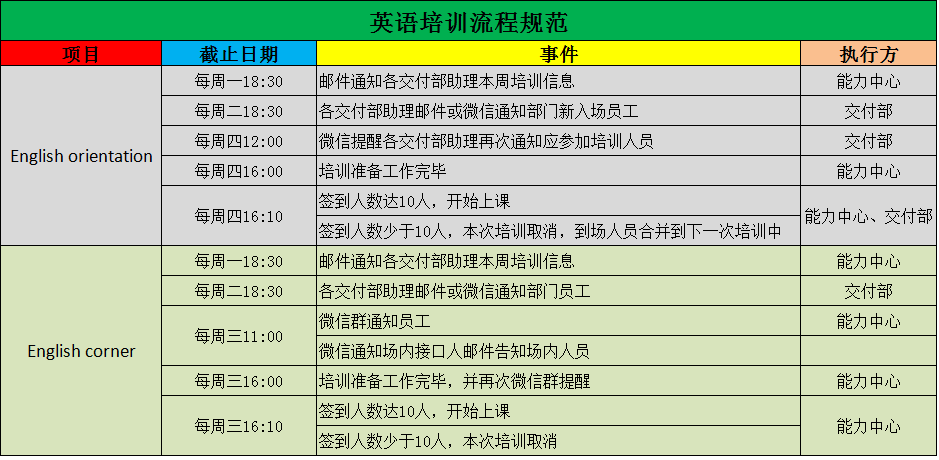 英语培训流程规范
项目 截止日期 事件 执行方
English orientation
每周一18:30 邮件通知各交付部助理本周培训信息 能力中心
每周二18:30 各交付部助理邮件或微信通知部门新入场员工 交付部
每周四12:00 微信提醒各交付部助理再次通知应参加培训人员 交付部
每周四16:00 培训准备工作完毕 能力中心
每周四16:10 签到人数达10人，开始上课 能力中心、交付部
签到人数少于10人，本次培训取消，到场人员合并到下一次培训中
English corner
每周一18:30 邮件通知各交付部助理本周培训信息 能力中心
每周二18:30 各交付部助理邮件或微信通知部门员工 交付部
每周三11:00 微信群通知员工 能力中心
微信通知场内接口人邮件告知场内人员
每周三16:00 培训准备工作完毕，并再次微信群提醒 能力中心
每周三16:10 签到人数达10人，开始上课 能力中心
签到人数少于10人，本次培训取消